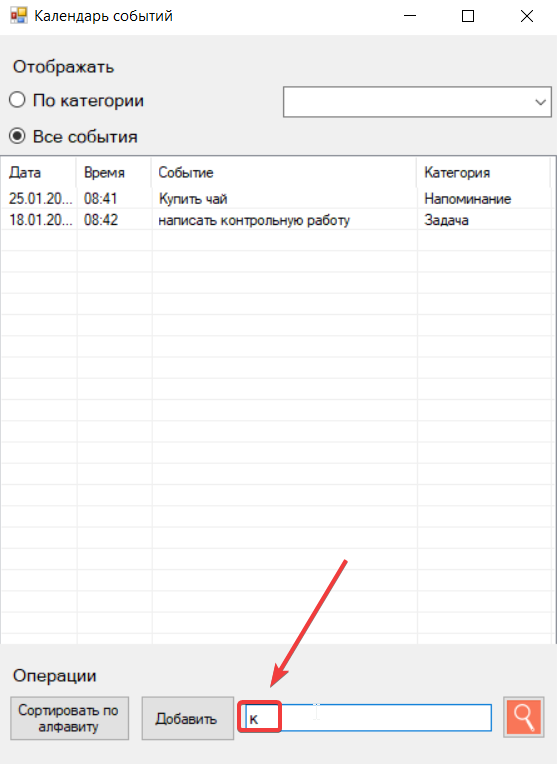 Календарь событий
Отображать
По категории
Все события
Дата Время Событие Категория
25.01.20... 08:41 Купить чай Напоминание
18.01.20... 08:42 написать контрольную работу Задача
Операции
Сортировать по
алфавиту
Добавить
к